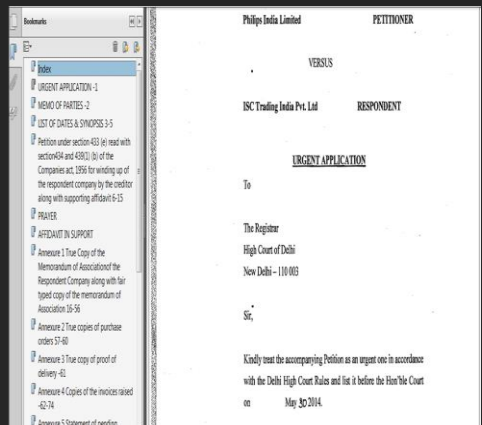 Bookmarks
Index
URGENT APPLICATION -1
MEMO OF PARTIES -2
LIST OF DATES & SYNOPSIS 3-5
Petition under section 433 (e) read with
section434 and 439(1) (b) of the
Companies act, 1956 for winding up of
the respondent company by the creditor
along with supporting affidavit 6-15
PRAYER
AFFIDAVIT IN SUPPORT
Annexure 1 True Copy of the
Memorandum of Associationof the
Respondent Company along with fair
typed copy of the memorandum of
Association 16-56
Annexure 2 True copies of purchase
orders 57-60
Annexure 3 True copy of proof of
delivery -61
Annexure 4 Copies of the invoices raised
-62-74
Annexure 5 Statement of pending
Philips India Limited PETITIONER
VERSUS
ISC Trading India Pvt. Ltd RESPONDENT
URGENT APPLICATION
To
The Registrar
High Court of Delhi
New Delhi – 110 003
Sir,
Kindly treat the accompanying Petition as an urgent one in accordance
with the Delhi High Court Rules and list it before the Hon'ble Court
on May 30 2014.